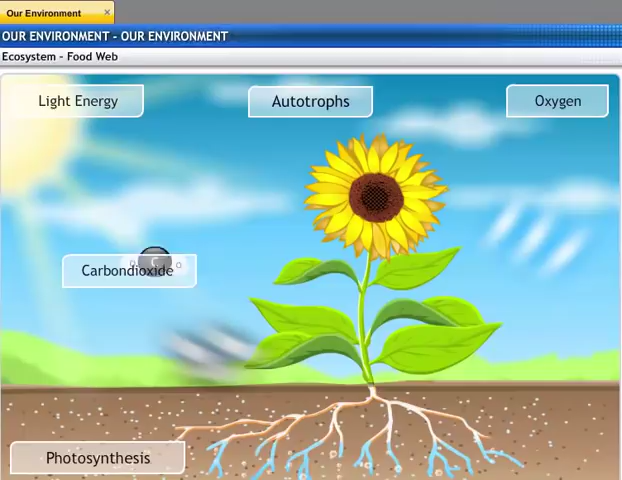 Our Environment
OUR ENVIRONMENT - OUR ENVIRONMENT
Ecosystem - Food Web
Light Energy
Autotrophs
Oxygen
O C O
Carbondioxide
Photosynthesis